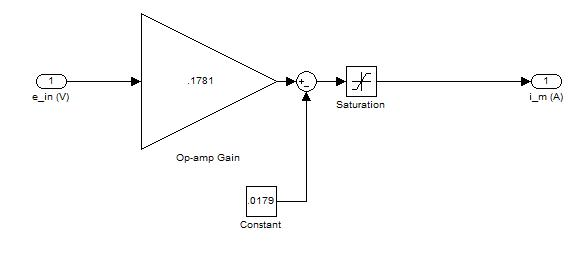 1
e_in (V)
.1781
Op-amp Gain
+
−
Saturation
.0179
Constant
1
i_m (A)